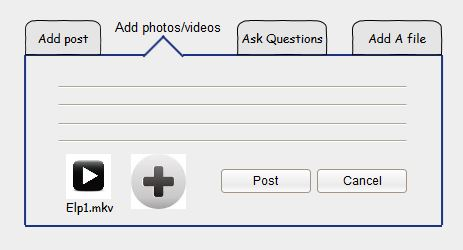 Add post
Add photos/videos
Ask Questions
Add A file
Elp1.mkv
Post
Cancel